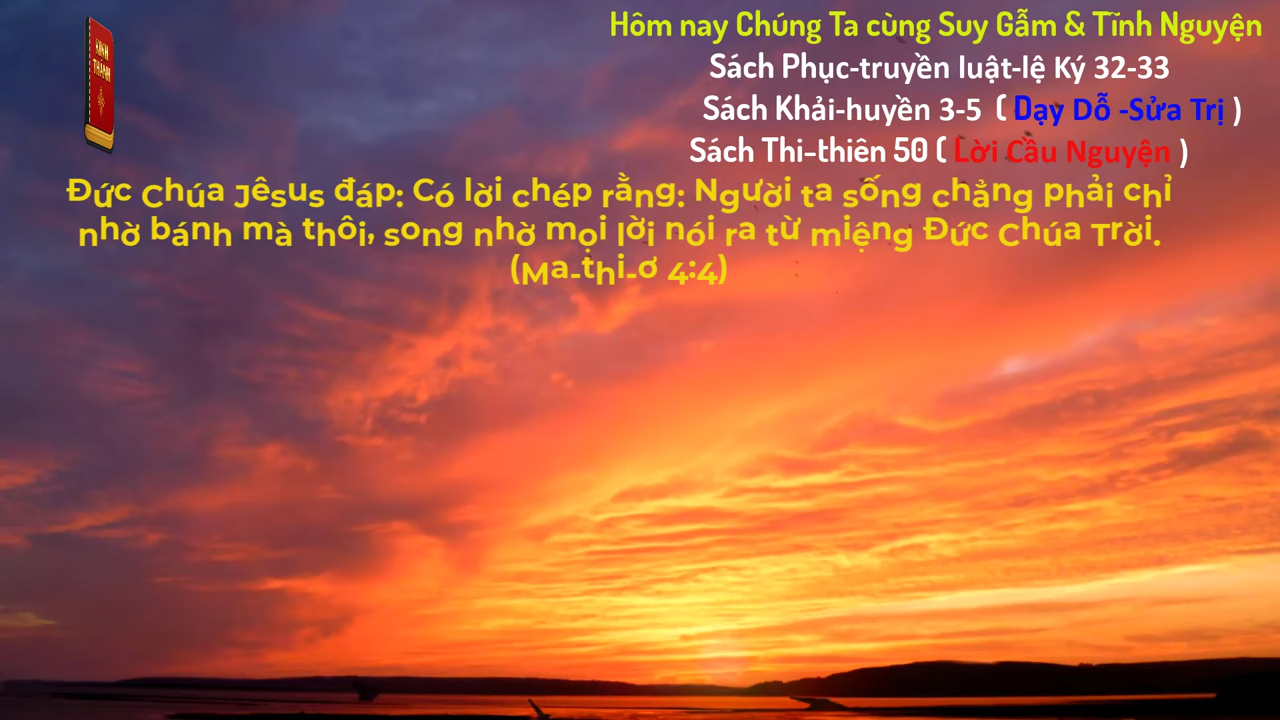 KINH
THÁNH
Hôm nay Chúng Ta cùng Suy Gẫm & Tĩnh Nguyện
Sách Phục-truyền luật-lệ Ký 32-33
Sách Khải-huyền 3-5 ( Dạy Dỗ -Sửa Trị )
Sách Thi-thiên 50 ( Lời Cầu Nguyện )
Đức Chúa Jêsus đáp: Có lời chép rằng: Người ta sống chẳng phải chỉ
nhờ bánh mà thôi, song nhờ mọi lời nói ra từ miệng Đức Chúa Trời.
(Ma-thi-ơ 4:4)